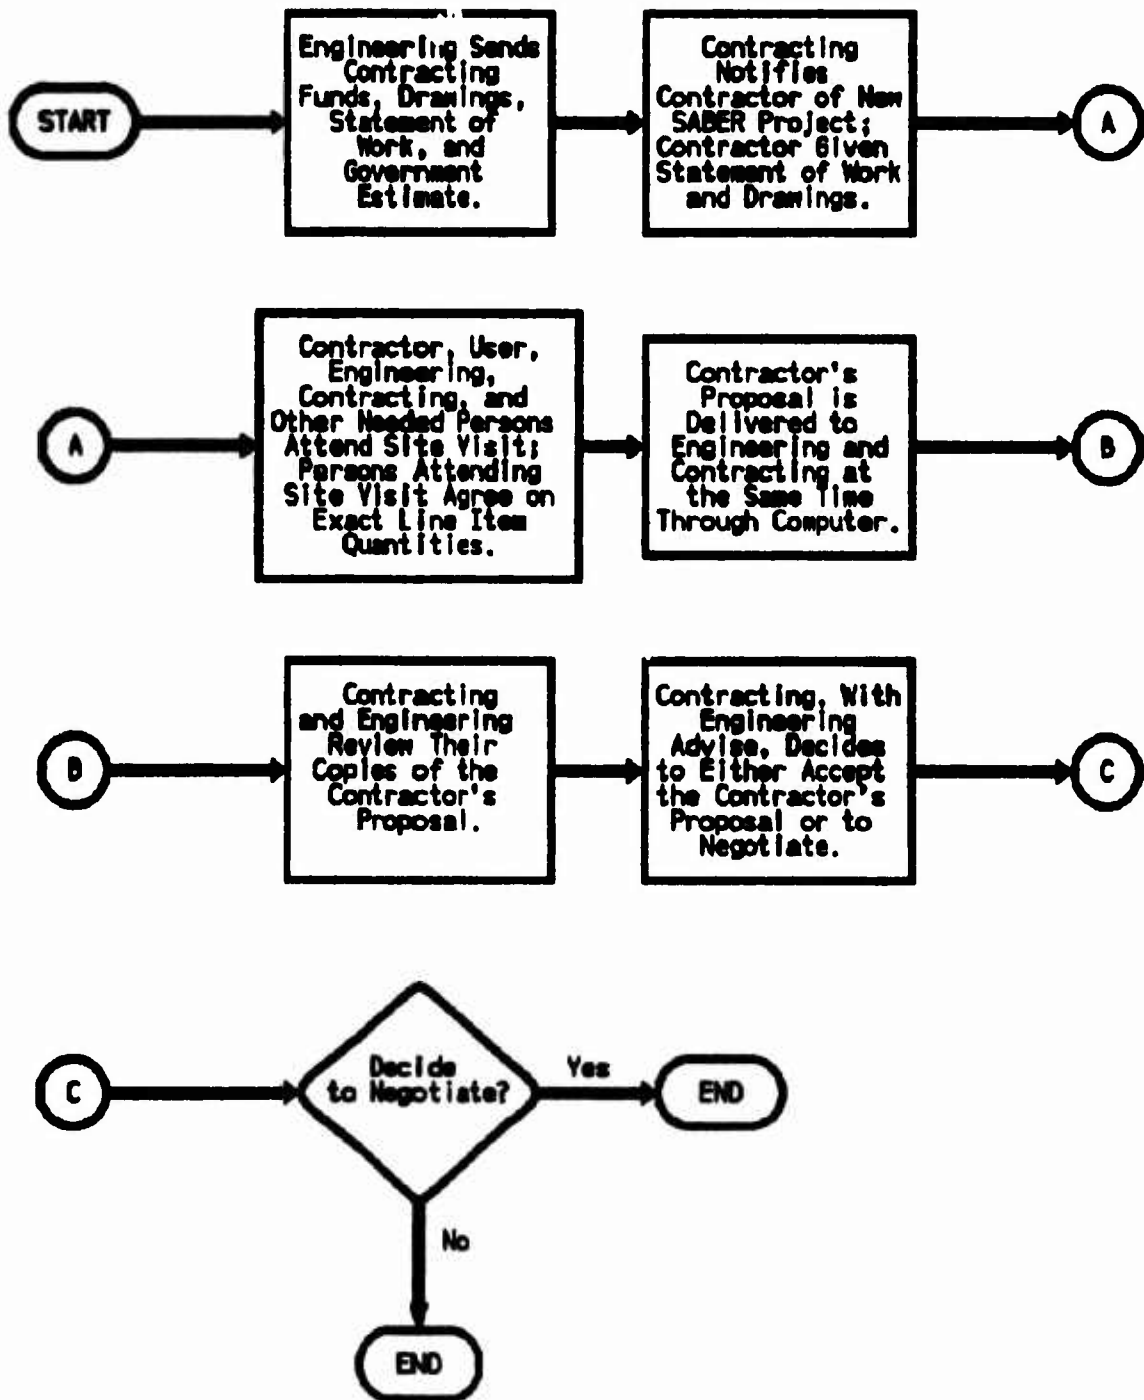 START
Engineering Sends
Contracting
Funds, Drawings,
Statement of
Work, and
Government
Estimate.
Contracting
Notifies
Contractor of New
SABER Project;
Contractor Given
Statement of Work
and Drawings.
A
A
Contractor, User,
Engineering,
Contracting, and
Other Needed Persons
Attend Site Visit;
Persons Attending
Site Visit Agree on
Exact Line Item
Quantities.
Contractor's
Proposal is
Delivered to
Engineering and
Contracting at
the Same Time
Through Computer.
B
B
Contracting
and Engineering
Review Their
Copies of the
Contractor's
Proposal.
Contracting, With
Engineering
Advise, Decides
to Either Accept
the Contractor's
Proposal or to
Negotiate.
C
C
Decide
to Negotiate?
Yes
END
No
END